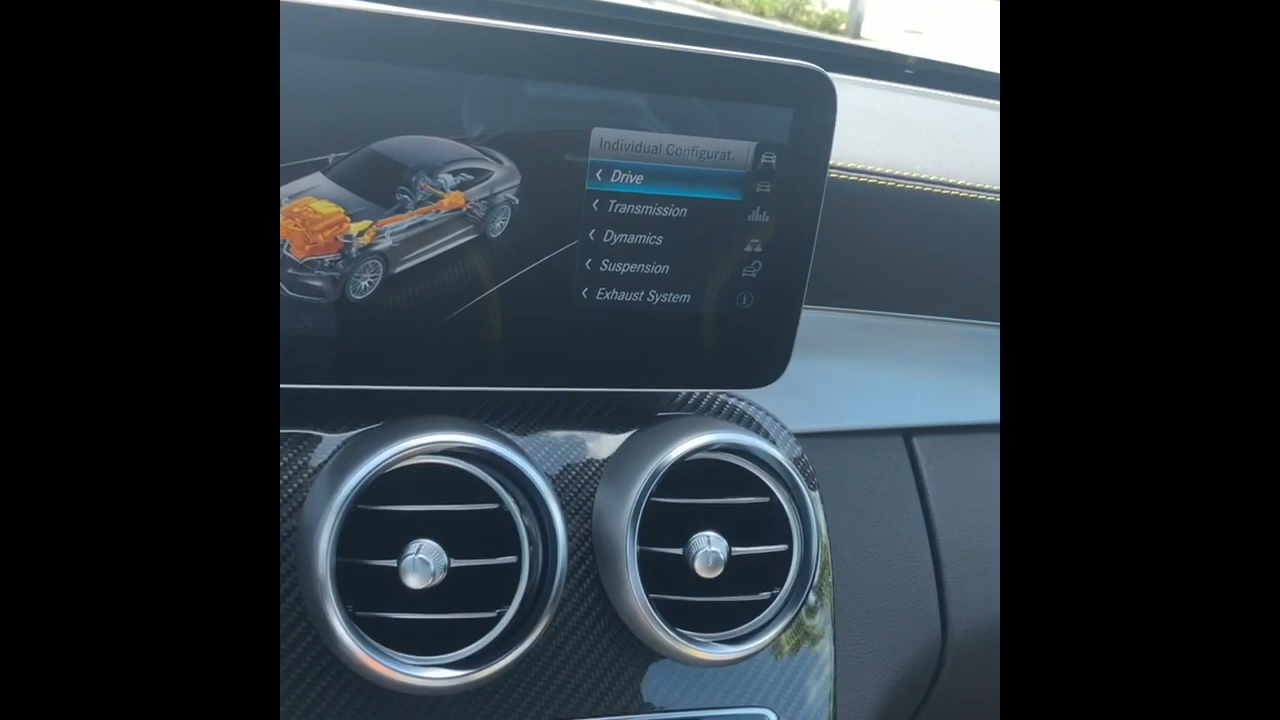 Individual Configurat.
Drive
Transmission
Dynamics
Suspension
Exhaust System